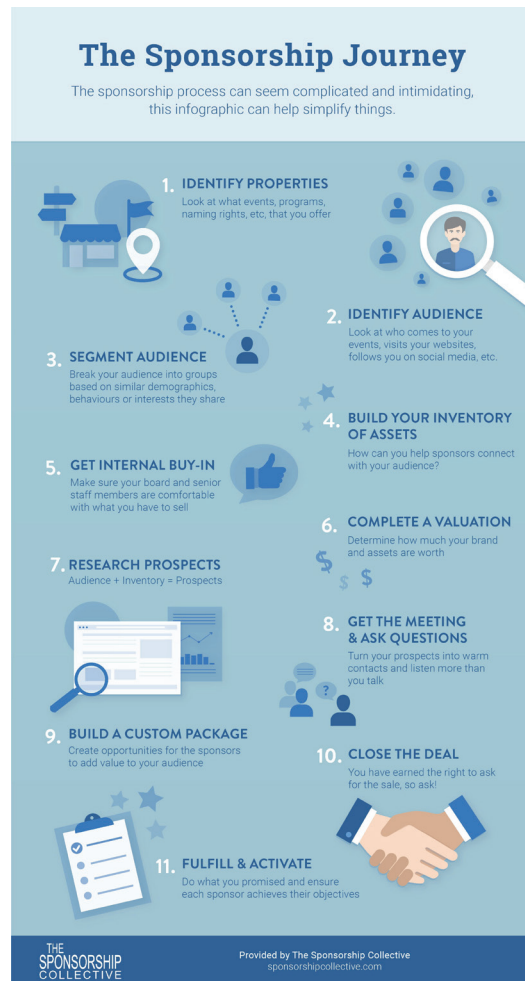 The Sponsorship Journey
The sponsorship process can seem complicated and intimidating,
this infographic can help simplify things.
1. IDENTIFY PROPERTIES
Look at what events, programs,
naming rights, etc, that you offer
2. IDENTIFY AUDIENCE
Look at who comes to your
events, visits your websites,
follows you on social media, etc.
3. SEGMENT AUDIENCE
Break your audience into groups
based on similar demographics,
behaviours or interests they share
4. BUILD YOUR INVENTORY
OF ASSETS
How can you help sponsors connect
with your audience?
5. GET INTERNAL BUY-IN
Make sure your board and senior
staff members are comfortable
with what you have to sell
6. COMPLETE A VALUATION
Determine how much your brand
and assets are worth
$ $ $
7. RESEARCH PROSPECTS
Audience + Inventory = Prospects
8. GET THE MEETING
& ASK QUESTIONS
Turn your prospects into warm
contacts and listen more than
you talk
?
9. BUILD A CUSTOM PACKAGE
Create opportunities for the sponsors
to add value to your audience
10. CLOSE THE DEAL
You have earned the right to ask
for the sale, so ask!
11. FULFILL & ACTIVATE
Do what you promised and ensure
each sponsor achieves their objectives
THE
SPONSORSHIP
COLLECTIVE
Provided by The Sponsorship Collective
sponsorshipcollective.com